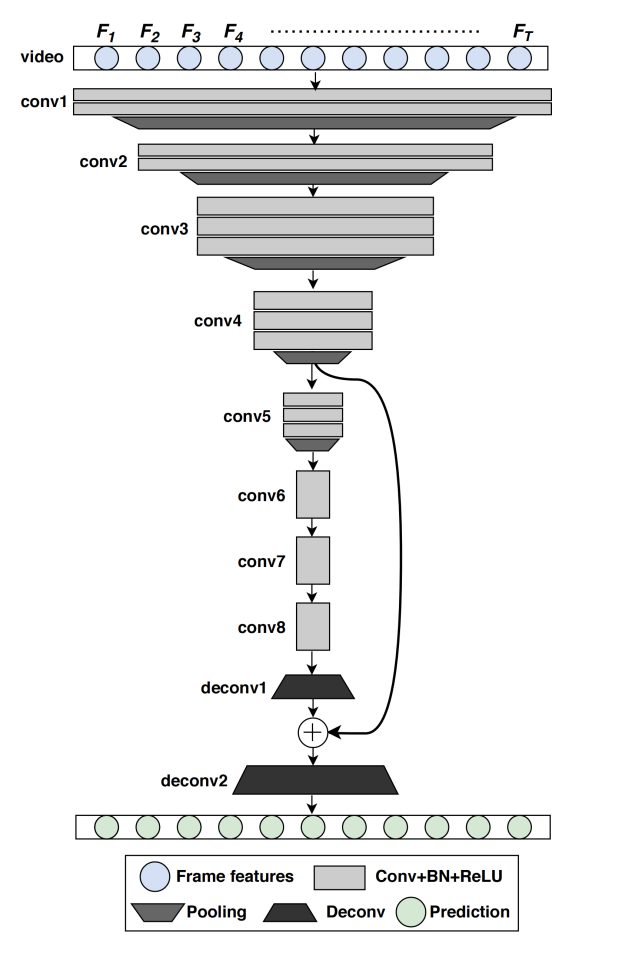 F1 F2 F3 F4 ........................ FT
video
conv1
conv2
conv3
conv4
conv5
conv6
conv7
conv8
deconv1
deconv2
Frame features Conv+BN+ReLU
Pooling Deconv Prediction